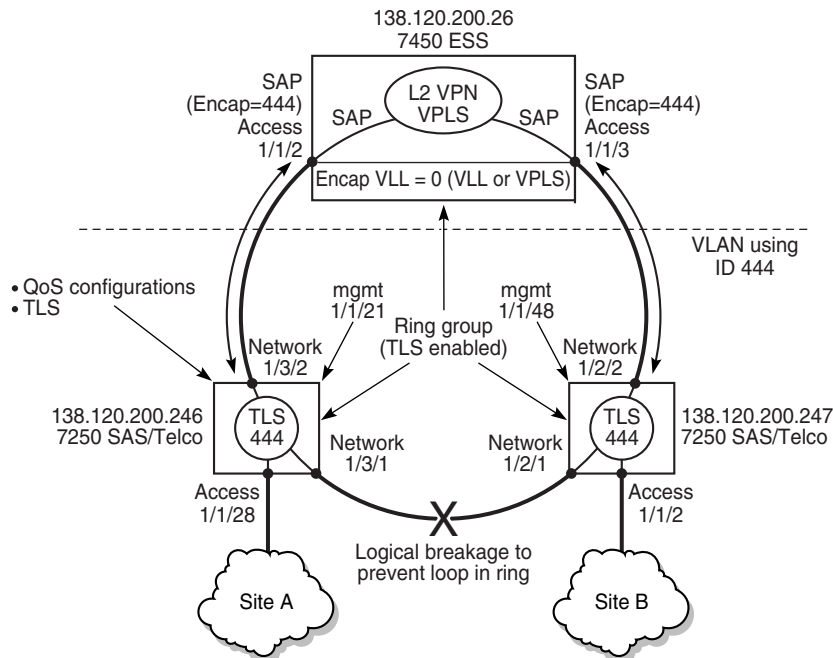 138.120.200.26
7450 ESS
SAP
(Encap=444)
Access
1/1/2
SAP
L2 VPN
VPLS
SAP
SAP
(Encap=444)
Access
1/1/3
Encap VLL = 0 (VLL or VPLS)
VLAN using
ID 444
• QoS configurations
• TLS
mgmt
1/1/21
Ring group
(TLS enabled)
mgmt
1/1/48
Network
1/3/2
Network
1/2/2
138.120.200.246
7250 SAS/Telco
TLS
444
Network
1/3/1
Network
1/2/1
TLS
444
138.120.200.247
7250 SAS/Telco
Access
1/1/28
X
Access
1/1/2
Logical breakage to
prevent loop in ring
Site A
Site B